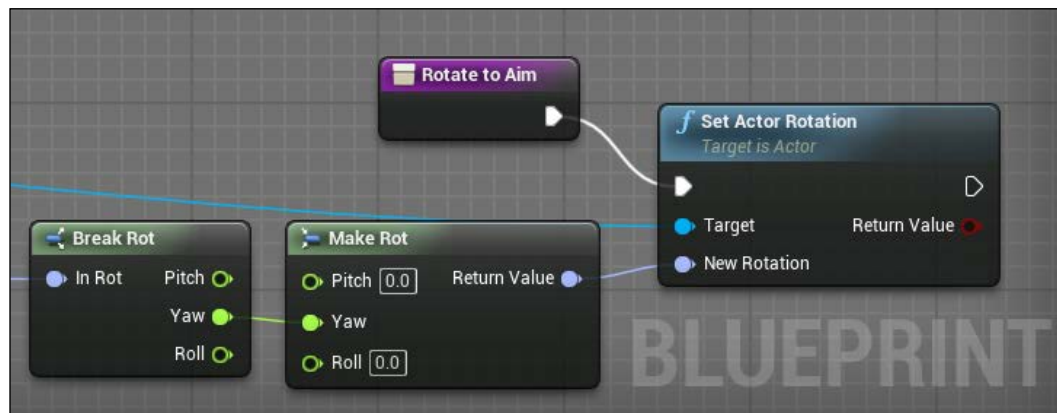 Rotate to Aim
Set Actor Rotation
Target is Actor
Target Return Value
New Rotation
Break Rot
In Rot Pitch
Yaw
Roll
Make Rot
Pitch 0.0 Return Value
Yaw
Roll 0.0
BLUEPRINT